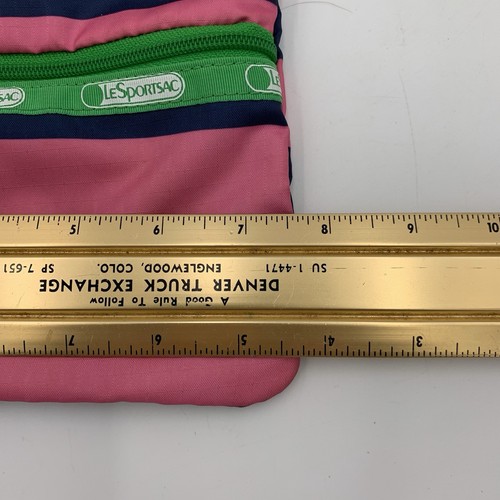 LeSportsac
SAC
5 6 7 8 9 10
SP 7-651 ENGLEWOOD, COLO. SU 1-4471
DENVER TRUCK EXCHANGE
A Good Rule To Follow
7 6 5 4 3